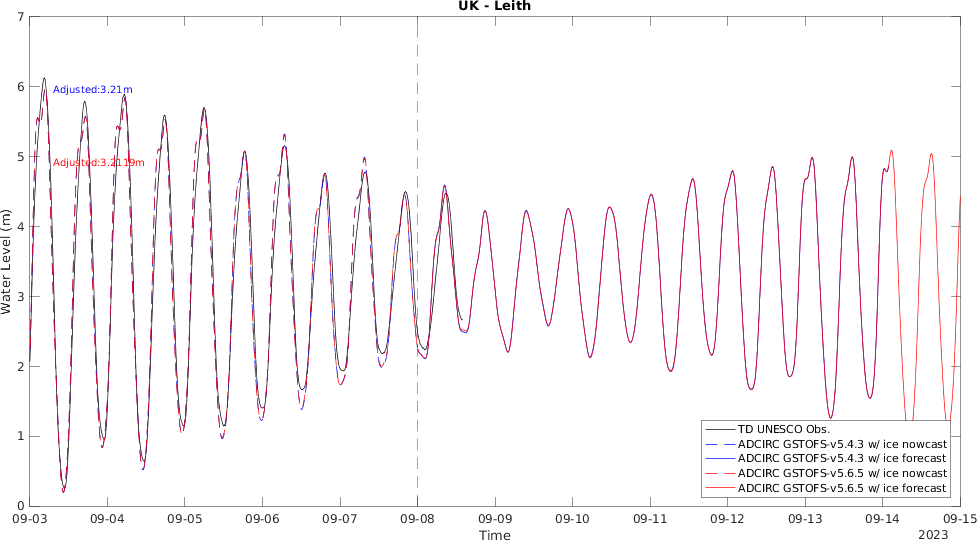 UK - Leith
7
6
5
4
3
2
1
0
Water Level (m)
Adjusted:3.21m
Adjusted:3.2119m
TD UNESCO Obs.
ADCIRC GSTOFS-v5.4.3 w/ ice nowcast
ADCIRC GSTOFS-v5.4.3 w/ ice forecast
ADCIRC GSTOFS-v5.6.5 w/ ice nowcast
ADCIRC GSTOFS-v5.6.5 w/ ice forecast
09-03 09-04 09-05 09-06 09-07 09-08 09-09 09-10 09-11 09-12 09-13 09-14 09-15
Time
2023